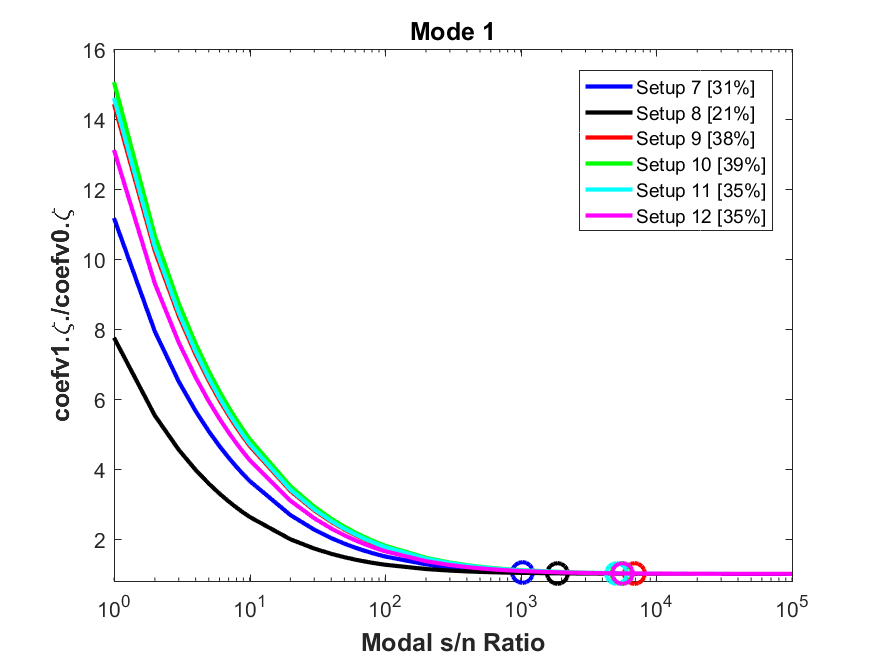 Mode 1
16
14
12
10
8
6
4
2
coefv1.ζ./coefv0.ζ
Setup 7 [31%]
Setup 8 [21%]
Setup 9 [38%]
Setup 10 [39%]
Setup 11 [35%]
Setup 12 [35%]
10⁰ 10¹ 10² 10³ 10⁴ 10⁵
Modal s/n Ratio